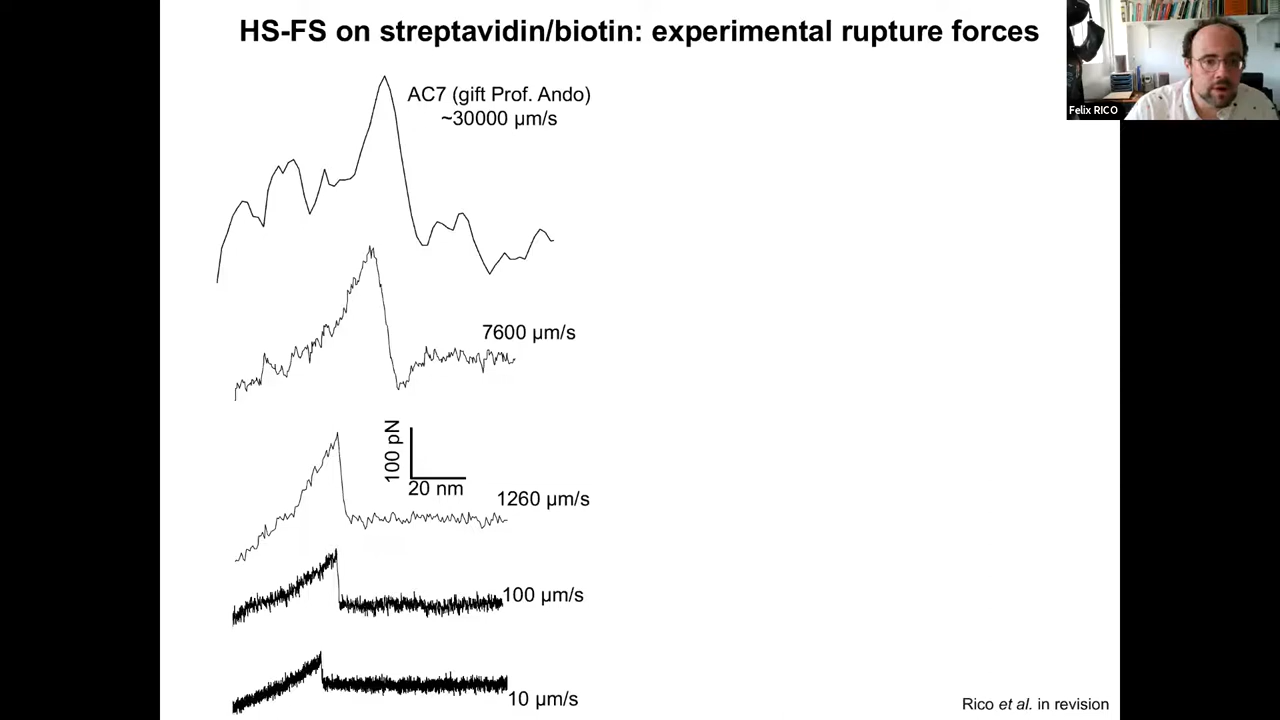 HS-FS on streptavidin/biotin: experimental rupture forces
Felix RICO
AC7 (gift Prof. Ando)
~30000 µm/s
7600 µm/s
100 pN
20 nm
1260 µm/s
100 µm/s
10 µm/s
Rico et al. in revision